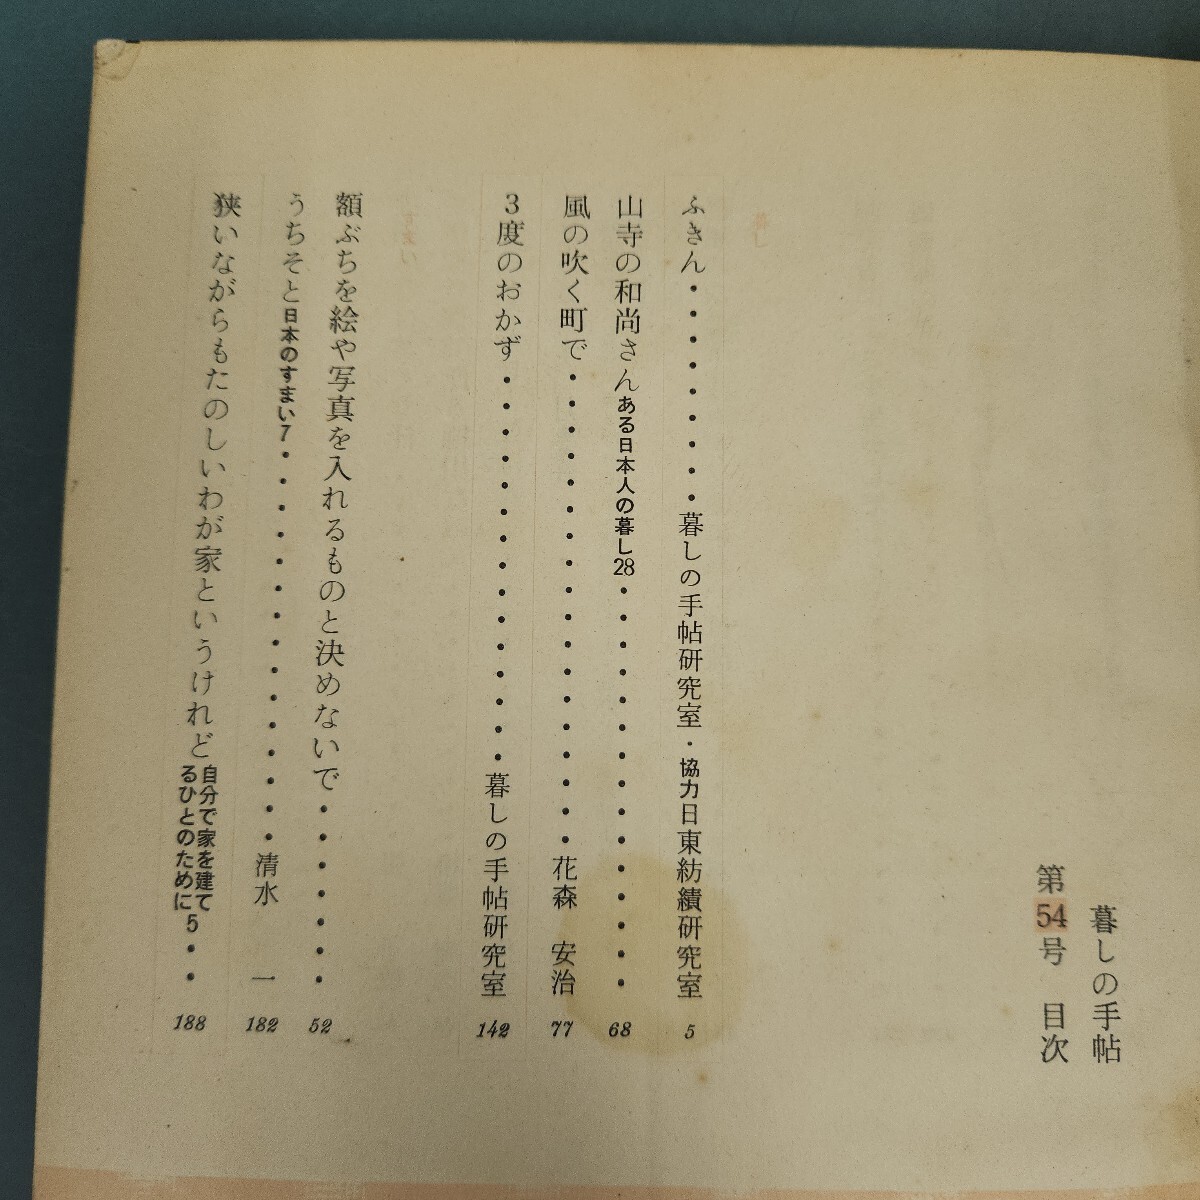 暮しの手帖
第54号 目次
ふきん・・・・・・・・・暮しの手帖研究室・協力日東紡績研究室 5
山寺の和尚さん ある日本人の暮し28・・・・・・・・・・・・・・・ 68
風の吹く町で・・・・・・・・・・・・・・・・・・花森 安治 77
3度のおかず・・・・・・・・・・・・・・・暮しの手帖研究室 142
額ぶちを絵や写真を入れるものと決めないで・・・・・・・ 52
うちそと 日本のすまい7・・・・・・・・・・・・・・・清水 一 182
狭いながらもたのしいわが家というけれど 自分で家を建てるひとのために5・・ 188